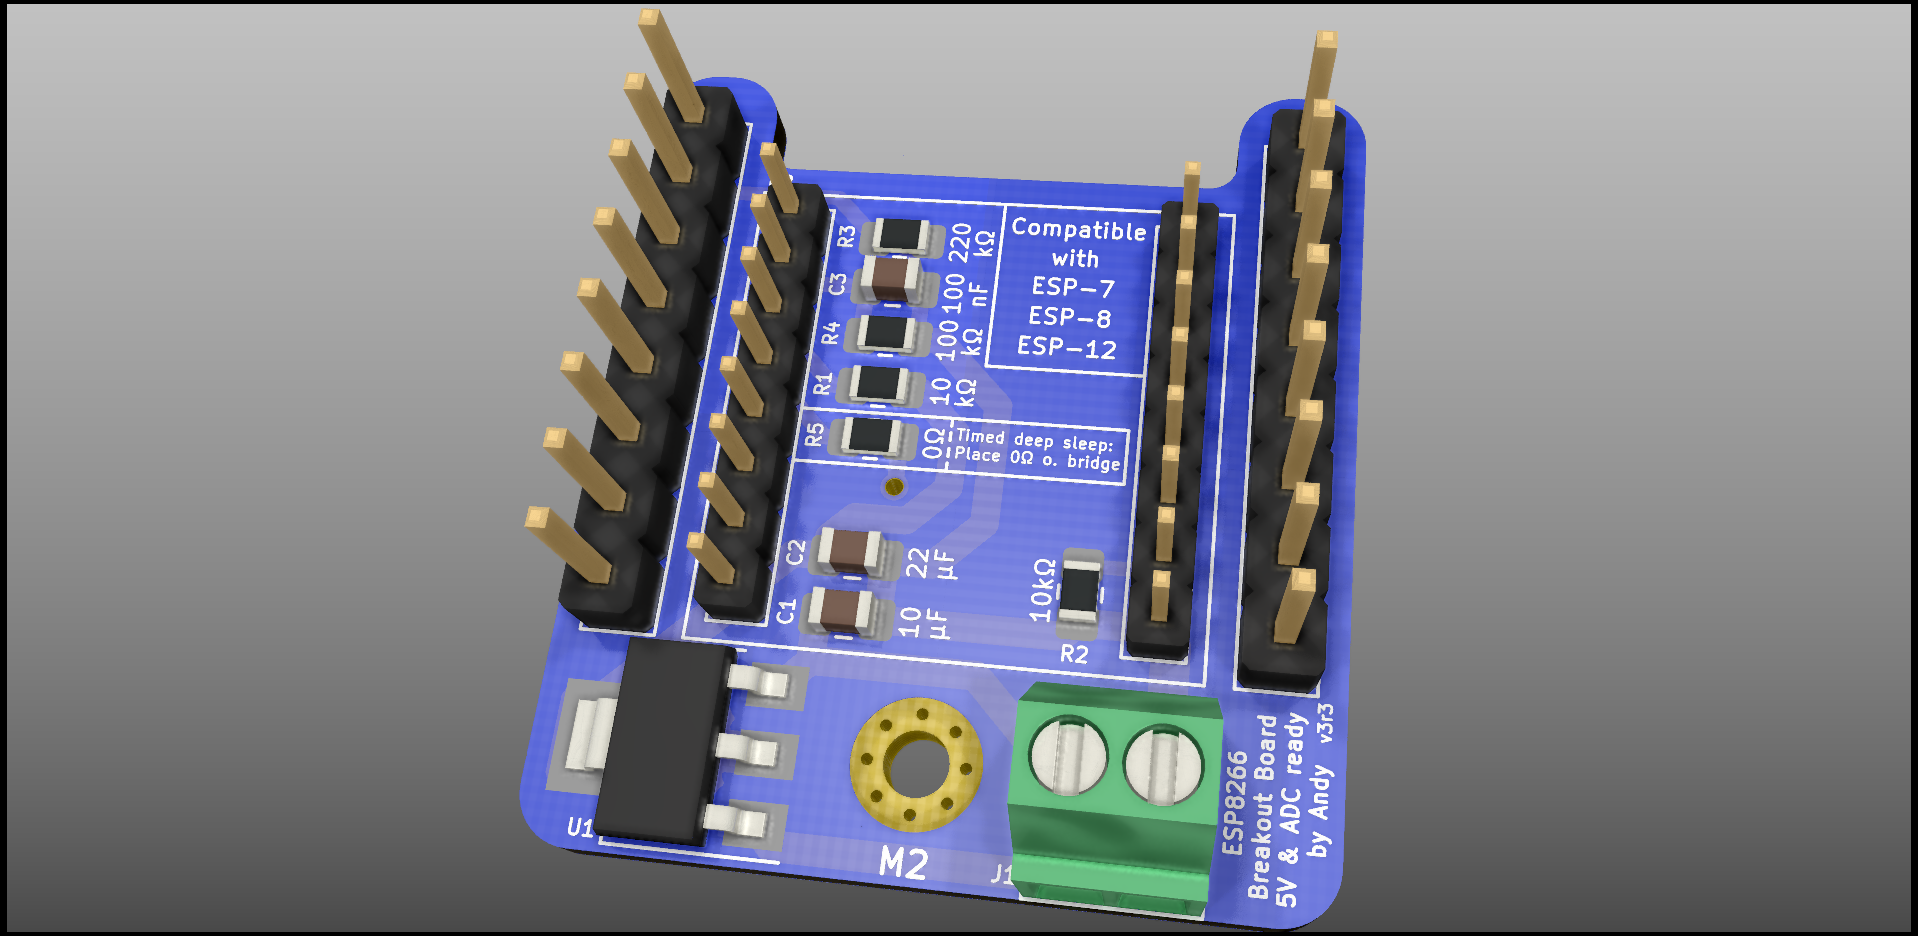 R3
220
kΩ
C3
100
nF
R4
100
kΩ
R1
10
kΩ
R5
0Ω
Compatible
with
ESP-7
ESP-8
ESP-12
Timed deep sleep:
Place 0Ω o. bridge
C2
22
µF
C1
10
µF
10kΩ
R2
U1
M2
J1
ESP8266
Breakout Board
5V & ADC ready
by Andy v3r3